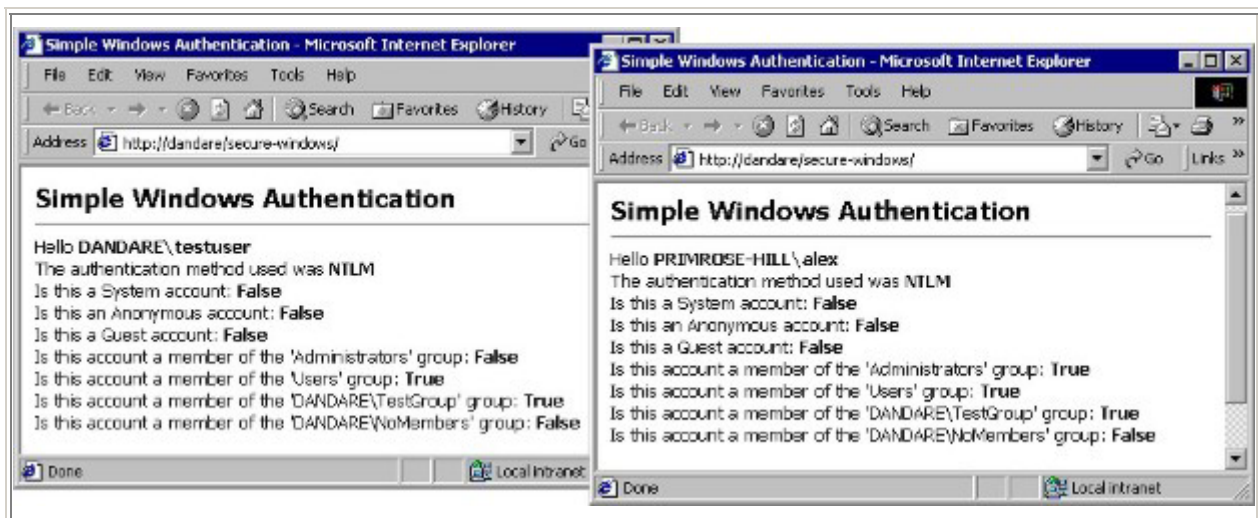 Simple Windows Authentication - Microsoft Internet Explorer
File Edit View Favorites Tools Help
Back Search Favorites History
Address http://dandare/secure-windows/ Go
Simple Windows Authentication
Hello DANDARE\testuser
The authentication method used was NTLM
Is this a System account: False
Is this an Anonymous account: False
Is this a Guest account: False
Is this account a member of the 'Administrators' group: False
Is this account a member of the 'Users' group: True
Is this account a member of the 'DANDARE\TestGroup' group: True
Is this account a member of the 'DANDARE\NoMembers' group: False
Done Local intranet
Simple Windows Authentication - Microsoft Internet Explorer
File Edit View Favorites Tools Help
Back Search Favorites History
Address http://dandare/secure-windows/ Go Links
Simple Windows Authentication
Hello PRIMROSE-HILL\alex
The authentication method used was NTLM
Is this a System account: False
Is this an Anonymous account: False
Is this a Guest account: False
Is this account a member of the 'Administrators' group: True
Is this account a member of the 'Users' group: True
Is this account a member of the 'DANDARE\TestGroup' group: True
Is this account a member of the 'DANDARE\NoMembers' group: False
Done Local intranet